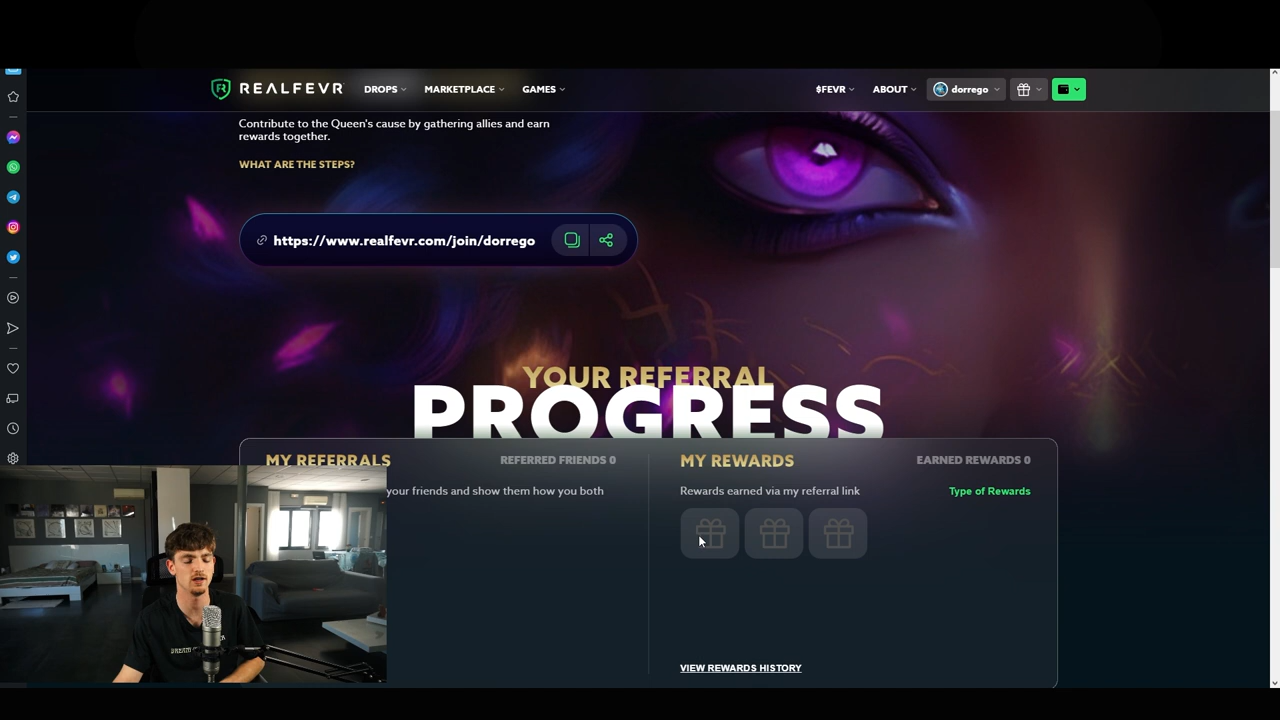 REALFEVR DROPS MARKETPLACE GAMES $FEVR ABOUT dorrego
Contribute to the Queen's cause by gathering allies and earn
rewards together.
WHAT ARE THE STEPS?
https://www.realfevr.com/join/dorrego
YOUR REFERRAL
PROGRESS
MY REFERRALS REFERRED FRIENDS 0
your friends and show them how you both
MY REWARDS EARNED REWARDS 0
Rewards earned via my referral link Type of Rewards
VIEW REWARDS HISTORY